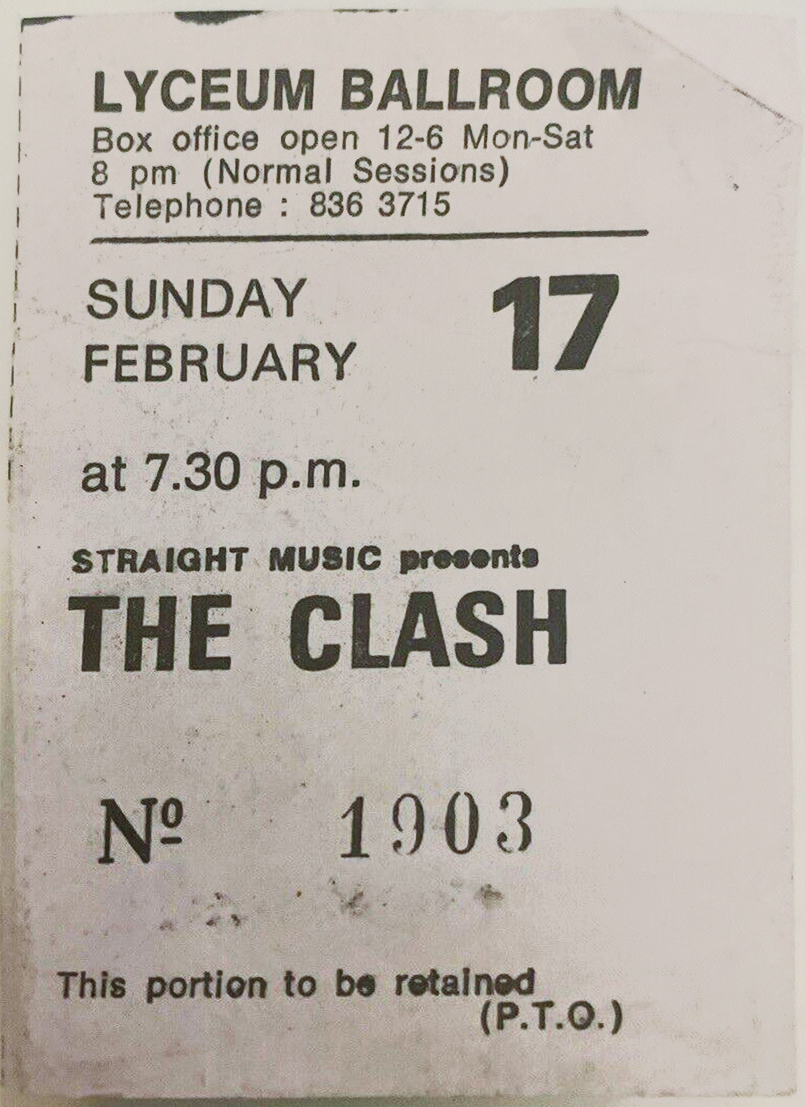 LYCEUM BALLROOM
Box office open 12-6 Mon-Sat
8 pm (Normal Sessions)
Telephone : 836 3715
SUNDAY 17
FEBRUARY
at 7.30 p.m.
STRAIGHT MUSIC presents
THE CLASH
Nº 1903
This portion to be retained
(P.T.O.)